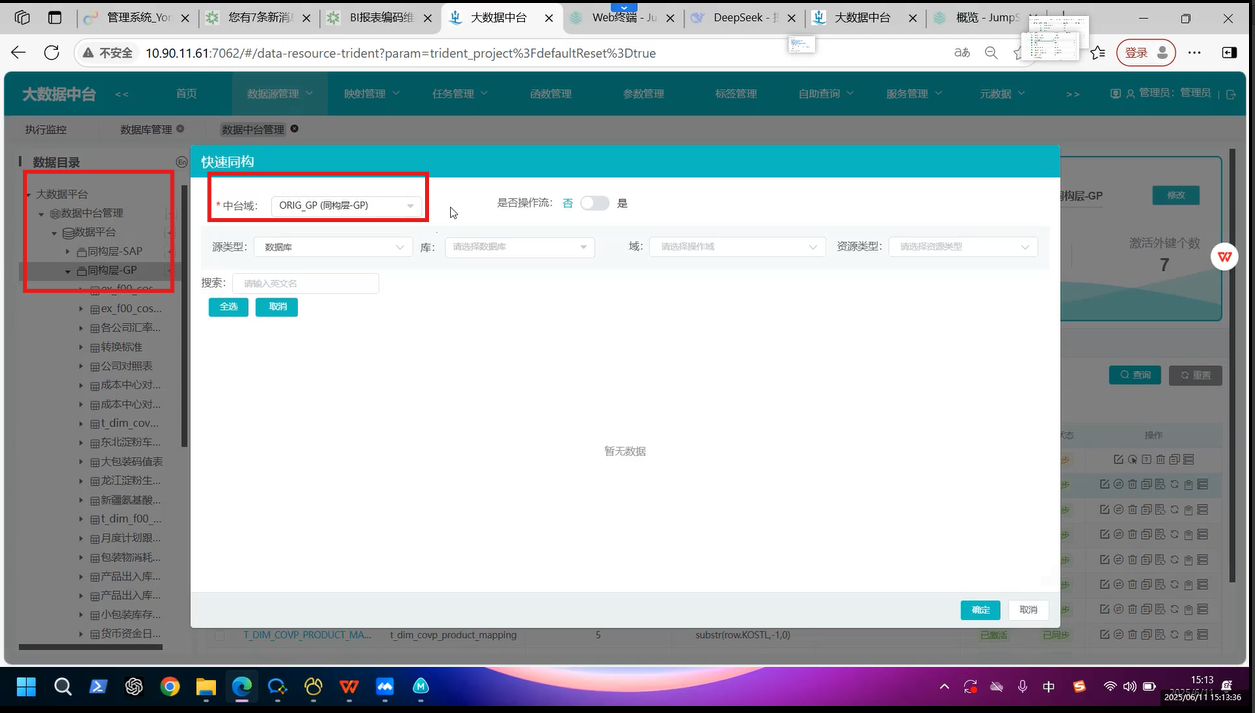 管理系统_Yon
您有7条新消
BI报表编码维
大数据中台
Web终端 - Ju
DeepSeek - 扌
大数据中台
概览 - JumpS
不安全
10.90.11.61:7062/#/data-resource-trident?param=trident_project%3FdefaultReset%3Dtrue
登录
大数据中台
<<
首页
数据源管理
映射管理
任务管理
函数管理
参数管理
标签管理
自助查询
服务管理
元数据
>>
管理员：管理员
执行监控
数据库管理
数据中台管理
数据目录
En
快速同构
大数据平台
数据中台管理
数据平台
同构层-SAP
同构层-GP
ex_f00_cos...
ex_f00_cos...
各公司汇率...
转换标准
公司对照表
成本中心对...
成本中心对...
t_dim_cov...
东北淀粉车...
大包装码值表
龙江淀粉生...
新疆氨基酸...
t_dim_f00_...
月度计划跟...
包装物消耗...
产品出入库...
产品出入库...
小包装库存...
货币资金日...
* 中台域：
ORIG_GP (同构层-GP)
是否操作流：
否
是
源类型：
数据库
库：
请选择数据库
域：
请选择操作域
资源类型：
请选择资源类型
搜索：
请输入英文名
全选
取消
暂无数据
确定
取消
构层-GP
修改
激活外键个数
7
查询
重置
状态
操作
T_DIM_COVP_PRODUCT_MA...
t_dim_covp_product_mapping
5
substr(row.KOSTL,-1,0)
已激活
已同步
中
15:13
2025/06/11 15:13:36